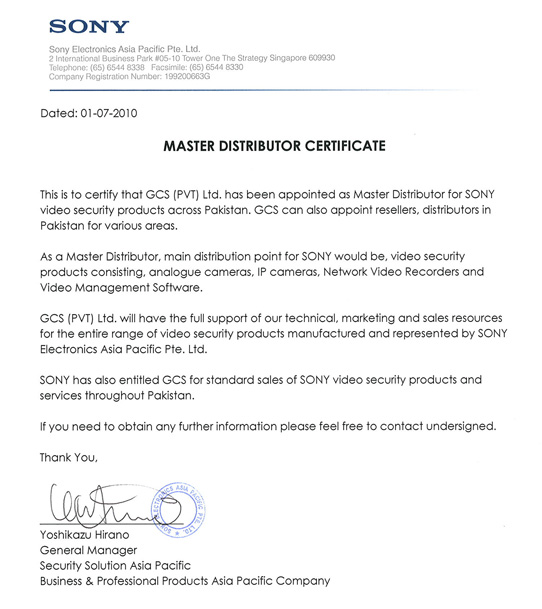 SONY
Sony Electronics Asia Pacific Pte. Ltd.
2 International Business Park #05-10 Tower One The Strategy Singapore 609930
Telephone: (65) 6544 8338 Facsimile: (65) 6544 8330
Company Registration Number: 199200663G
Dated: 01-07-2010
MASTER DISTRIBUTOR CERTIFICATE
This is to certify that GCS (PVT) Ltd. has been appointed as Master Distributor for SONY
video security products across Pakistan. GCS can also appoint resellers, distributors in
Pakistan for various areas.
As a Master Distributor, main distribution point for SONY would be, video security
products consisting, analogue cameras, IP cameras, Network Video Recorders and
Video Management Software.
GCS (PVT) Ltd. will have the full support of our technical, marketing and sales resources
for the entire range of video security products manufactured and represented by SONY
Electronics Asia Pacific Pte. Ltd.
SONY has also entitled GCS for standard sales of SONY video security products and
services throughout Pakistan.
If you need to obtain any further information please feel free to contact undersigned.
Thank You,
ELECTRONICS ASIA PACIFIC PTE. LTD.
Yoshikazu Hirano
General Manager
Security Solution Asia Pacific
Business & Professional Products Asia Pacific Company